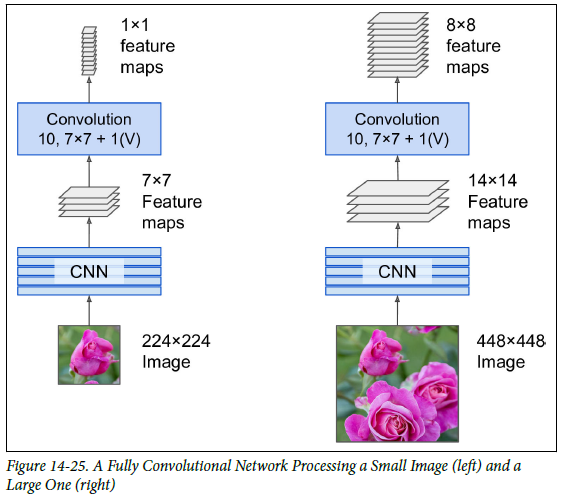 1×1
feature
maps
Convolution
10, 7×7 + 1(V)
7×7
Feature
maps
CNN
224×224
Image
8×8
feature
maps
Convolution
10, 7×7 + 1(V)
14×14
Feature
maps
CNN
448×448
Image
Figure 14-25. A Fully Convolutional Network Processing a Small Image (left) and a
Large One (right)